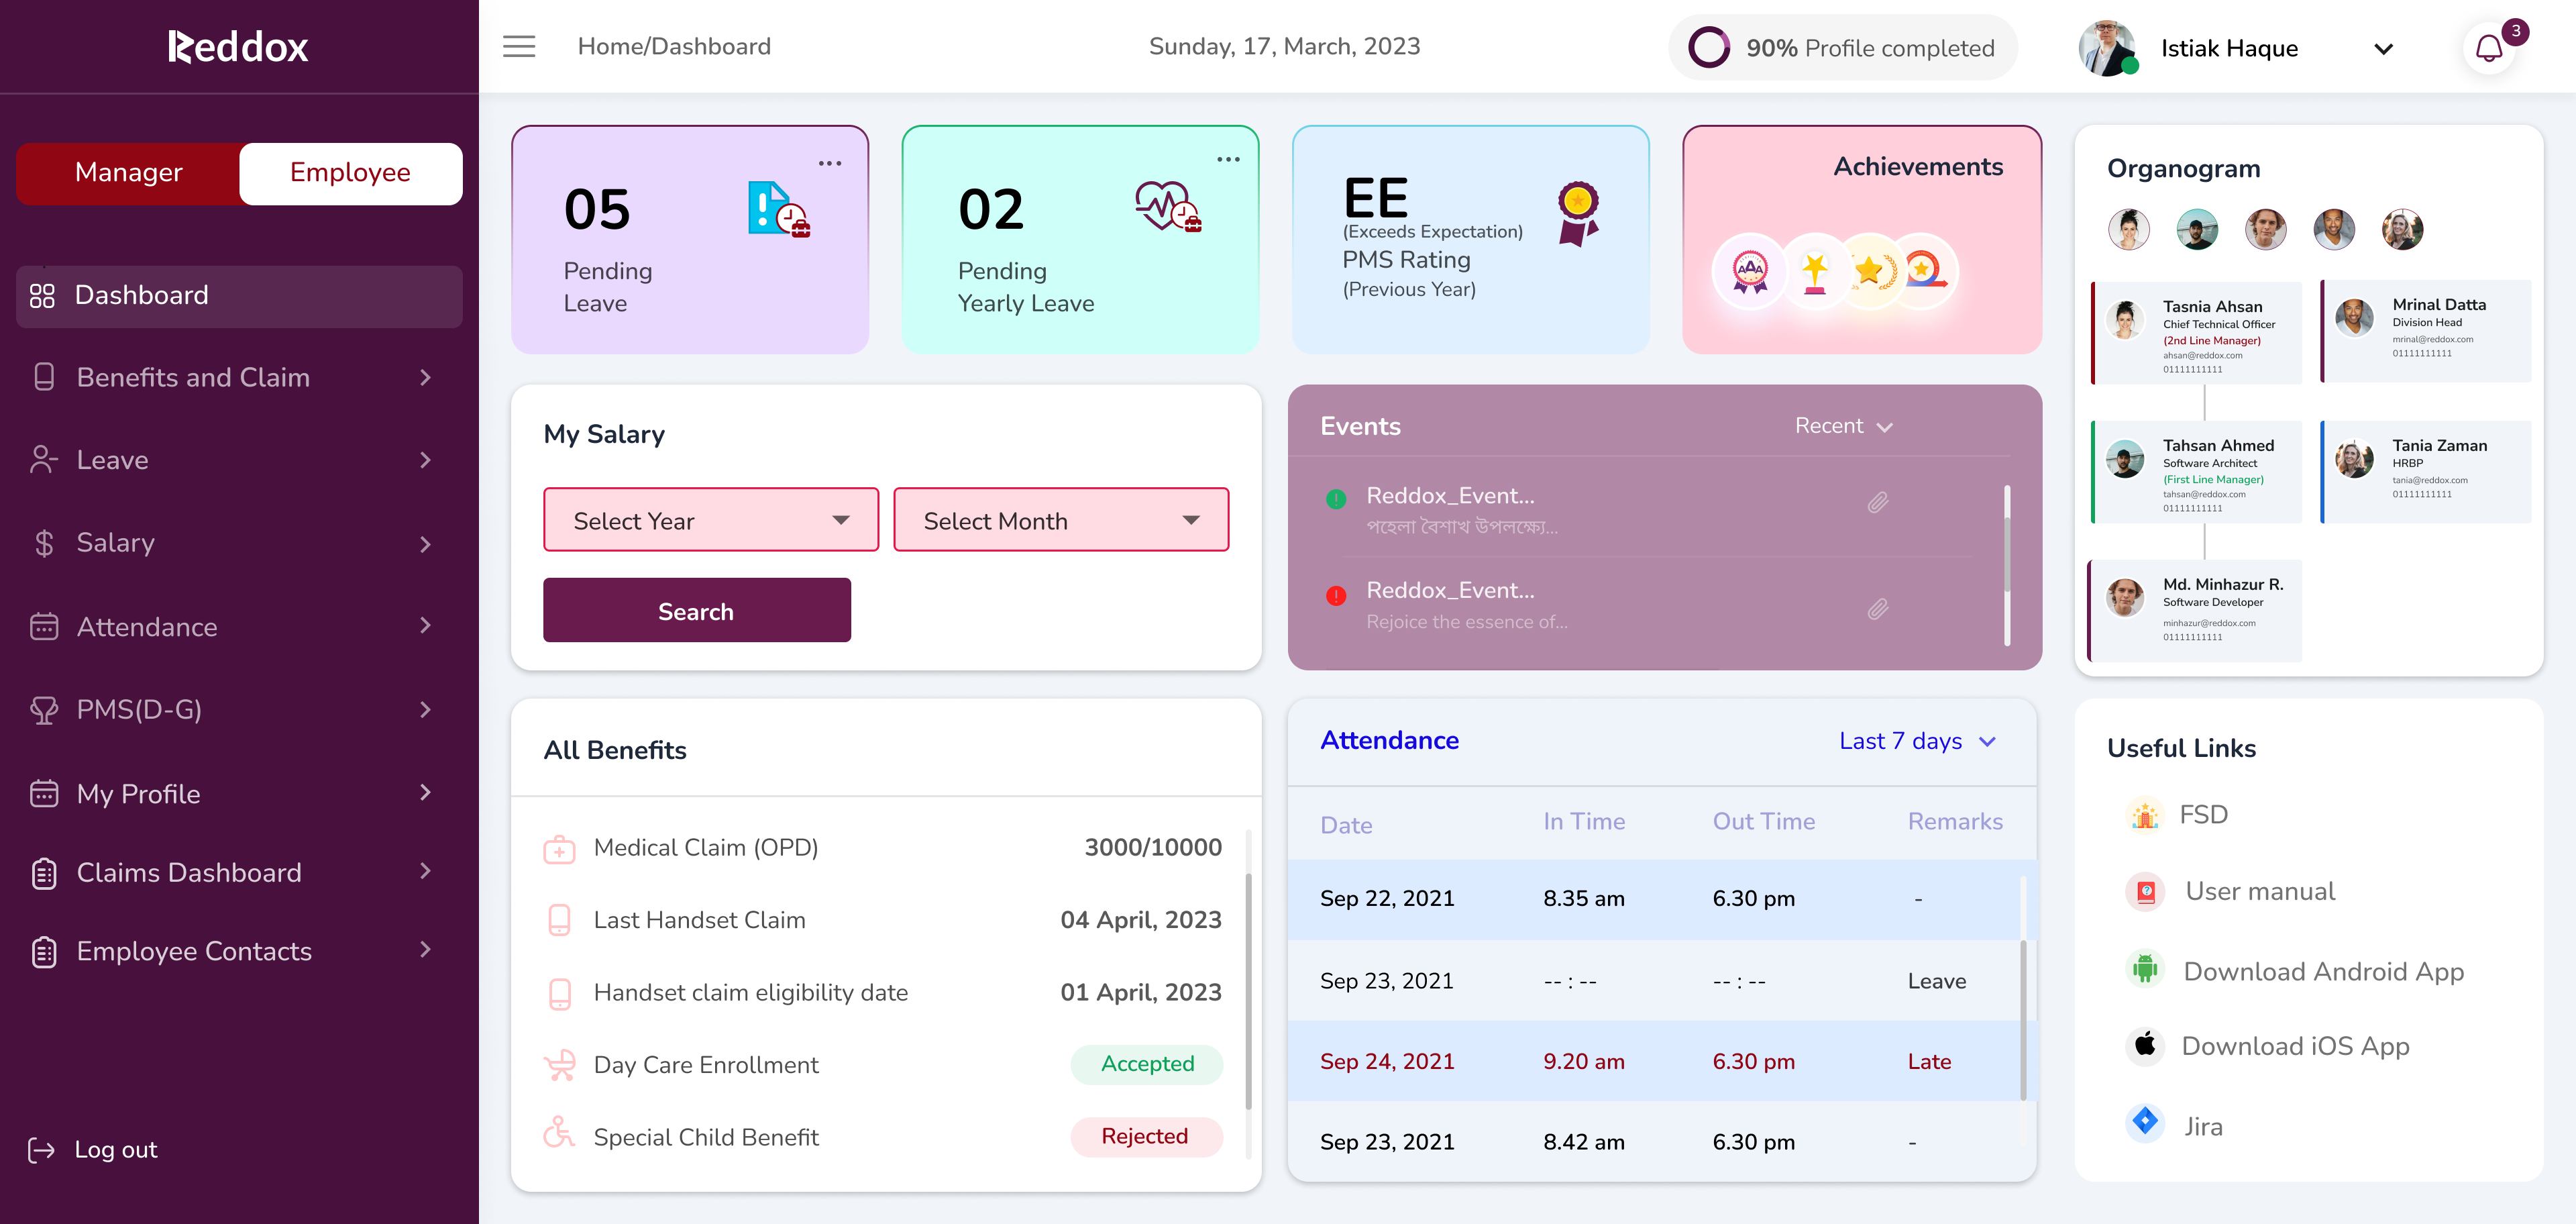 Reddox
Home/Dashboard
Sunday, 17, March, 2023
90% Profile completed
Istiak Haque
3
Manager
Employee
Dashboard
Benefits and Claim
Leave
Salary
Attendance
PMS(D-G)
My Profile
Claims Dashboard
Employee Contacts
Log out
05
Pending
Leave
02
Pending
Yearly Leave
EE
(Exceeds Expectation)
PMS Rating
(Previous Year)
Achievements
AAA
My Salary
Select Year
Select Month
Search
Events
Recent
Reddox_Event...
পহেলা বৈশাখ উপলক্ষ্যে...
Reddox_Event...
Rejoice the essence of...
Organogram
Tasnia Ahsan
Chief Technical Officer
(2nd Line Manager)
ahsan@reddox.com
01111111111
Mrinal Datta
Division Head
mrinal@reddox.com
01111111111
Tahsan Ahmed
Software Architect
(First Line Manager)
tahsan@reddox.com
01111111111
Tania Zaman
HRBP
tania@reddox.com
01111111111
Md. Minhazur R.
Software Developer
minhazur@reddox.com
01111111111
All Benefits
Medical Claim (OPD) 3000/10000
Last Handset Claim 04 April, 2023
Handset claim eligibility date 01 April, 2023
Day Care Enrollment Accepted
Special Child Benefit Rejected
Attendance
Last 7 days
Date In Time Out Time Remarks
Sep 22, 2021 8.35 am 6.30 pm -
Sep 23, 2021 -- : -- -- : -- Leave
Sep 24, 2021 9.20 am 6.30 pm Late
Sep 23, 2021 8.42 am 6.30 pm -
Useful Links
FSD
User manual
Download Android App
Download iOS App
Jira